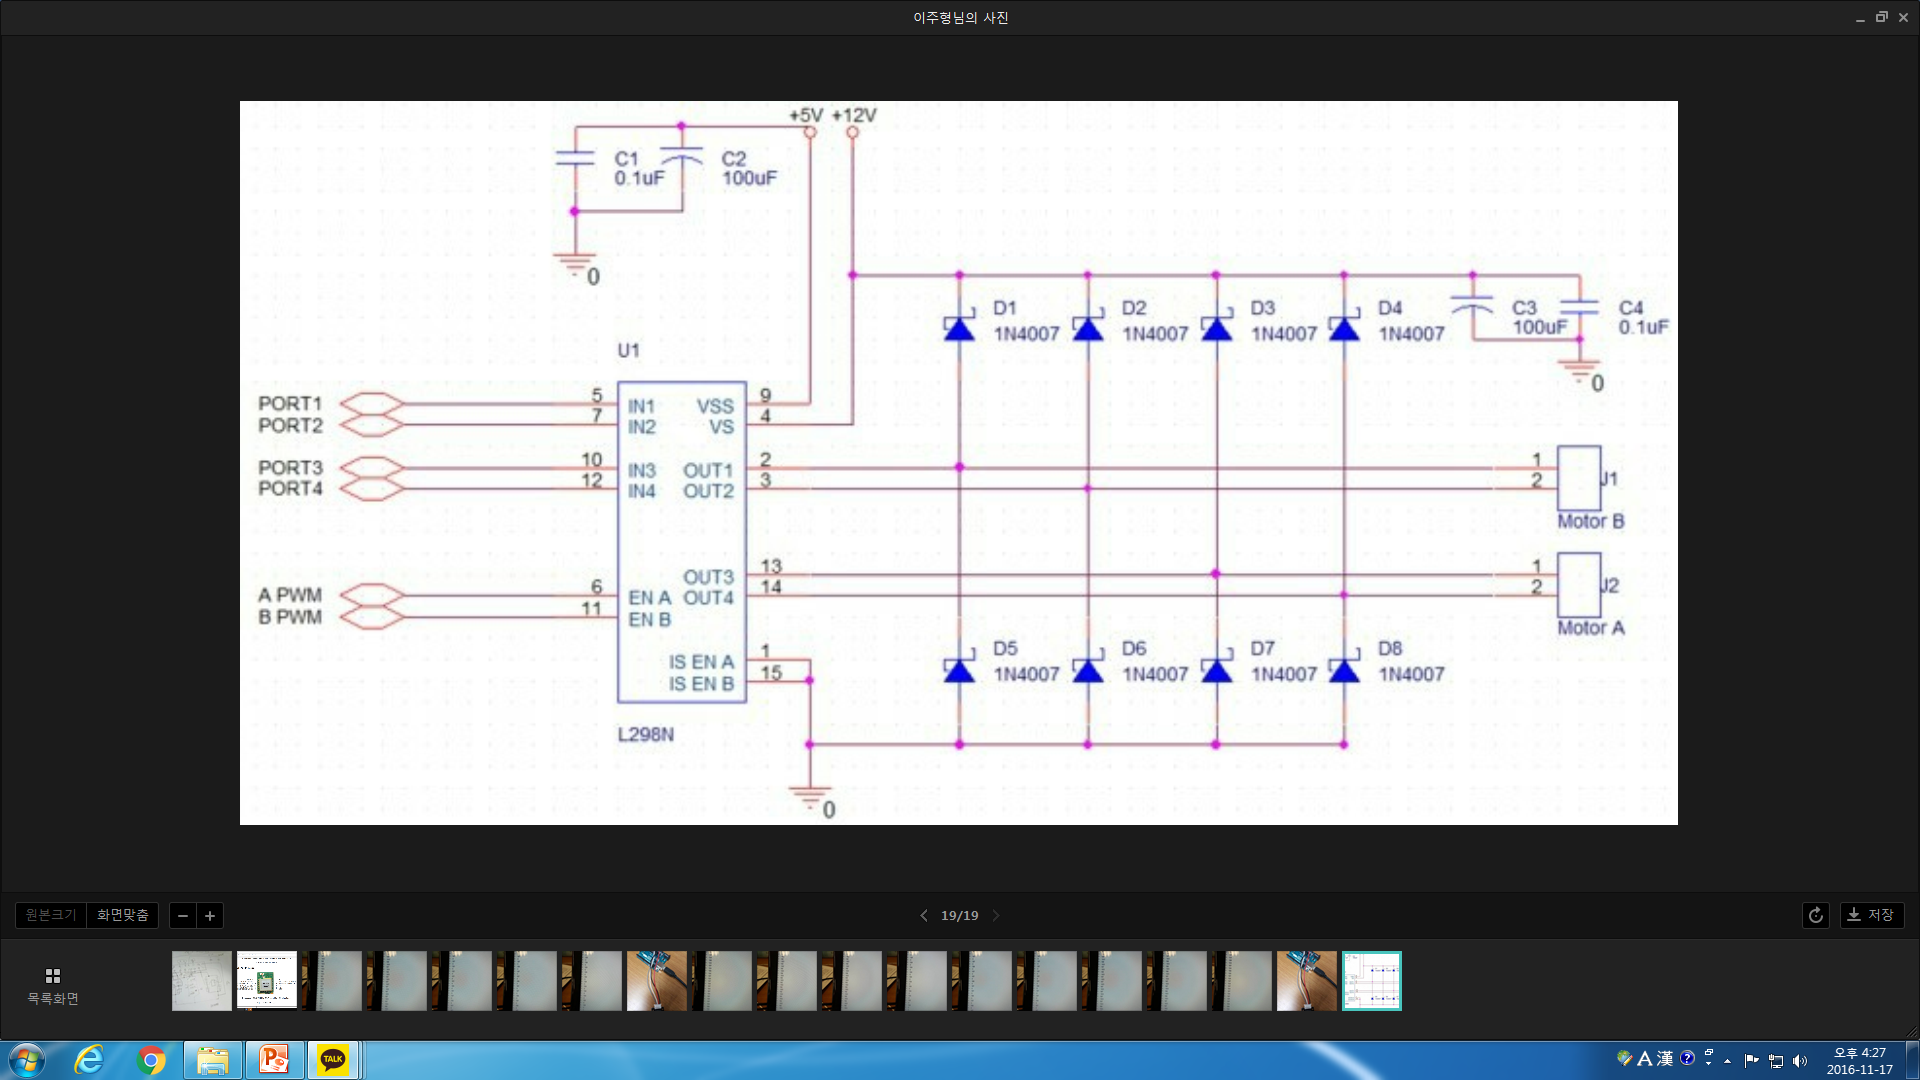 이주형님의 사진
+5V +12V
C1
0.1uF
C2
100uF
0
D1
1N4007
D2
1N4007
D3
1N4007
D4
1N4007
C3
100uF
C4
0.1uF
0
U1
PORT1 5 IN1 VSS 9
PORT2 7 IN2 VS 4
PORT3 10 IN3 OUT1 2 1
PORT4 12 IN4 OUT2 3 2
J1
Motor B
OUT3 13 1
A PWM 6 EN A OUT4 14 2
J2
B PWM 11 EN B
Motor A
IS EN A 1
IS EN B 15
D5
1N4007
D6
1N4007
D7
1N4007
D8
1N4007
L298N
0
원본크기 화면맞춤 − + 19/19 저장
목록화면
TALK
A 漢
오후 4:27
2016-11-17